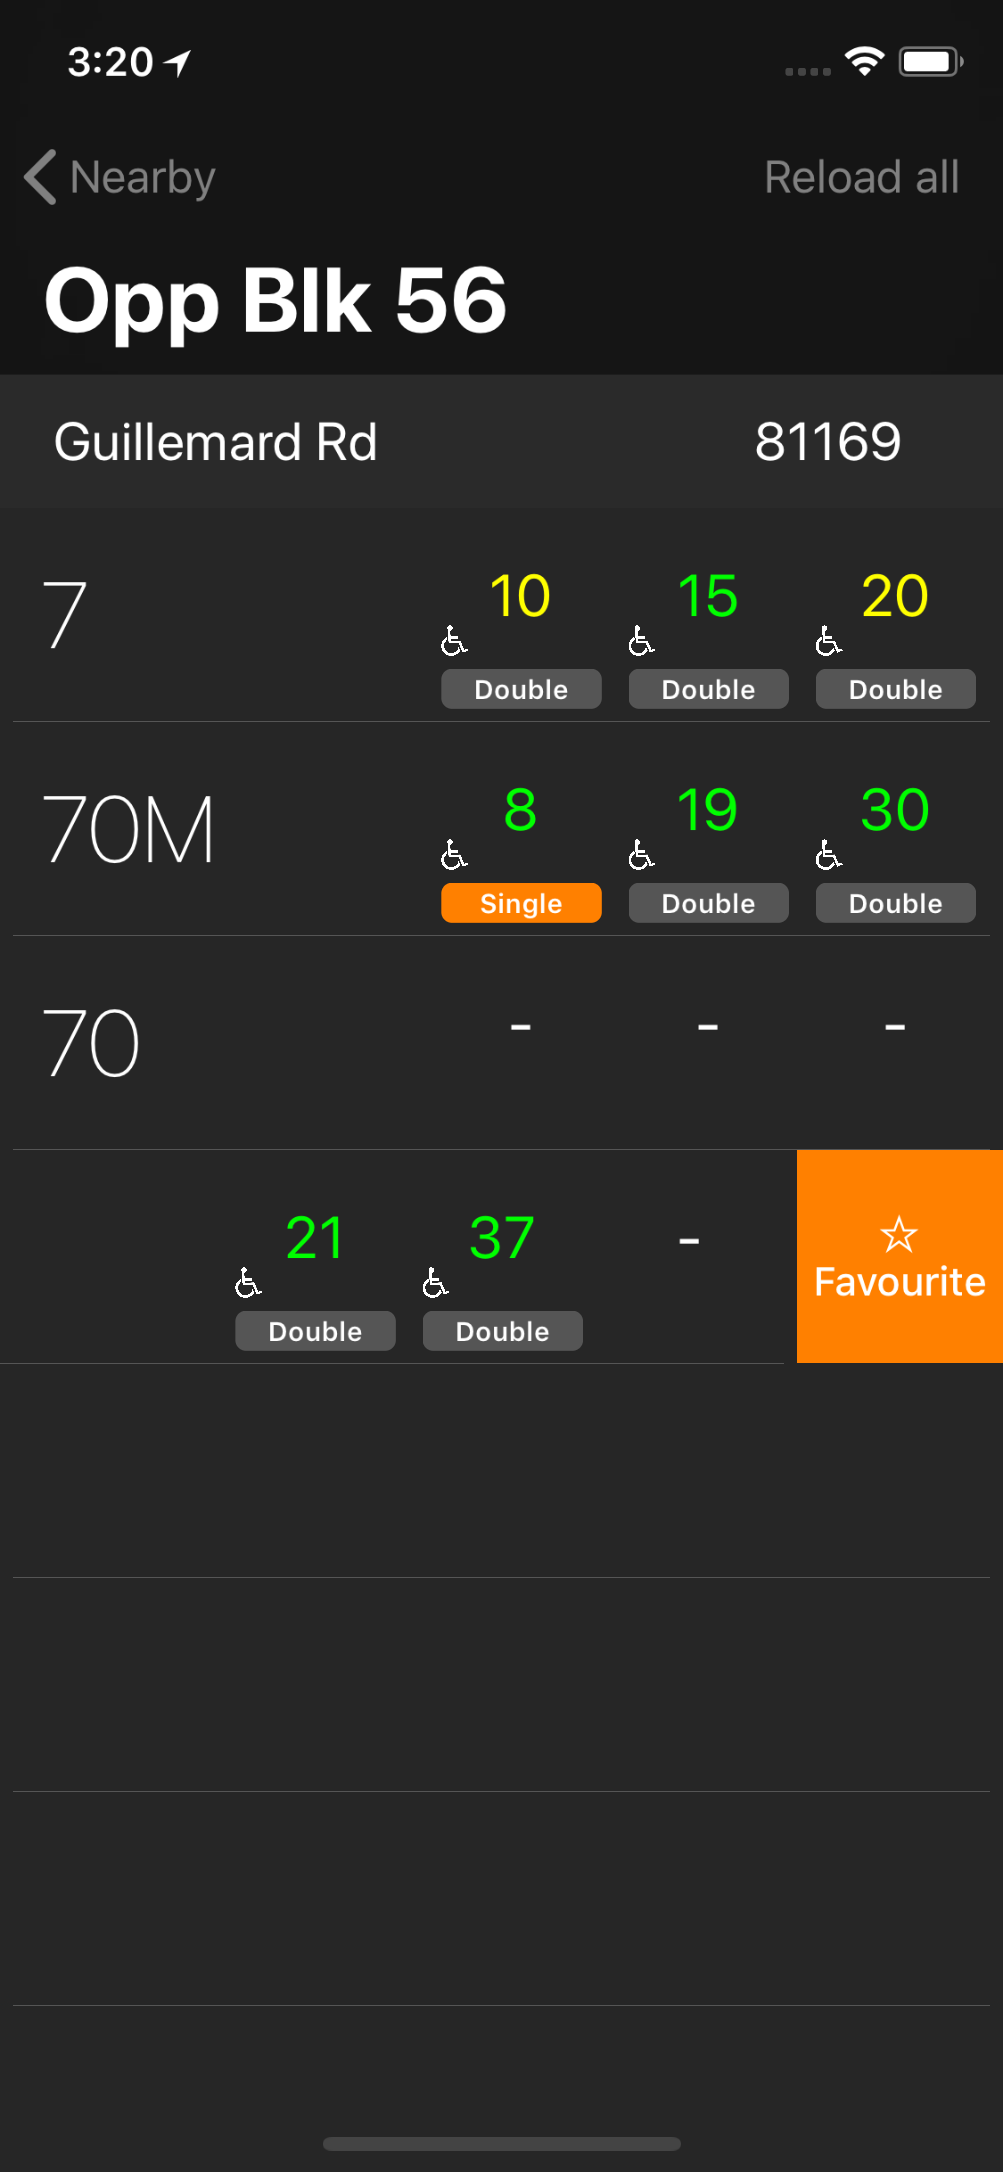 3:20
Nearby Reload all
Opp Blk 56
Guillemard Rd 81169
7 10 15 20
Double Double Double
70M 8 19 30
Single Double Double
70 - - -
21 37 - ☆
Favourite
Double Double